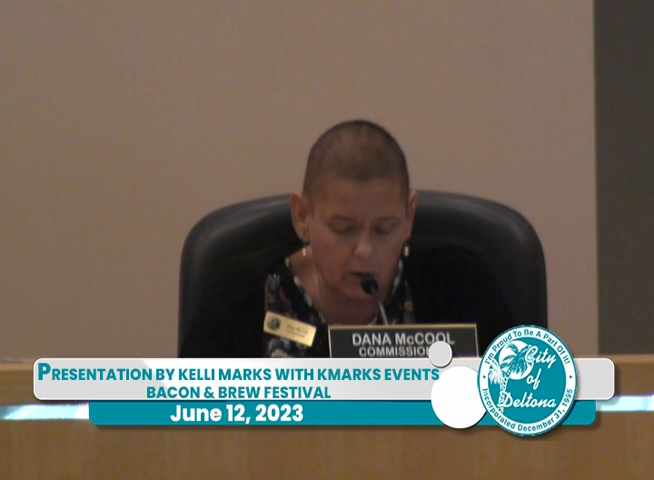 DANA McCOOL
COMMISSION
PRESENTATION BY KELLI MARKS WITH KMARKS EVENTS
BACON & BREW FESTIVAL
June 12, 2023
I'm Proud To Be A Part Of It!
City
of
Deltona
Incorporated December 31, 1995